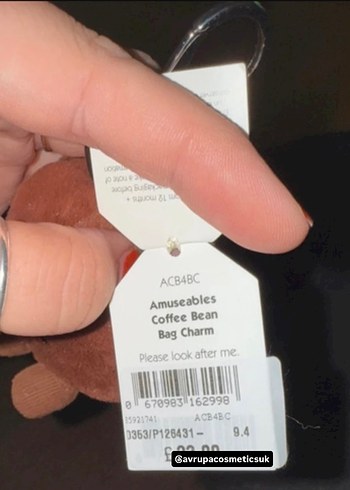 ACB4BC
Amuseables
Coffee Bean
Bag Charm
Please look after me.
0 670983 162998
15921741 ACB4BC
0353/P126431- 9.4
@avrupacosmeticsuk